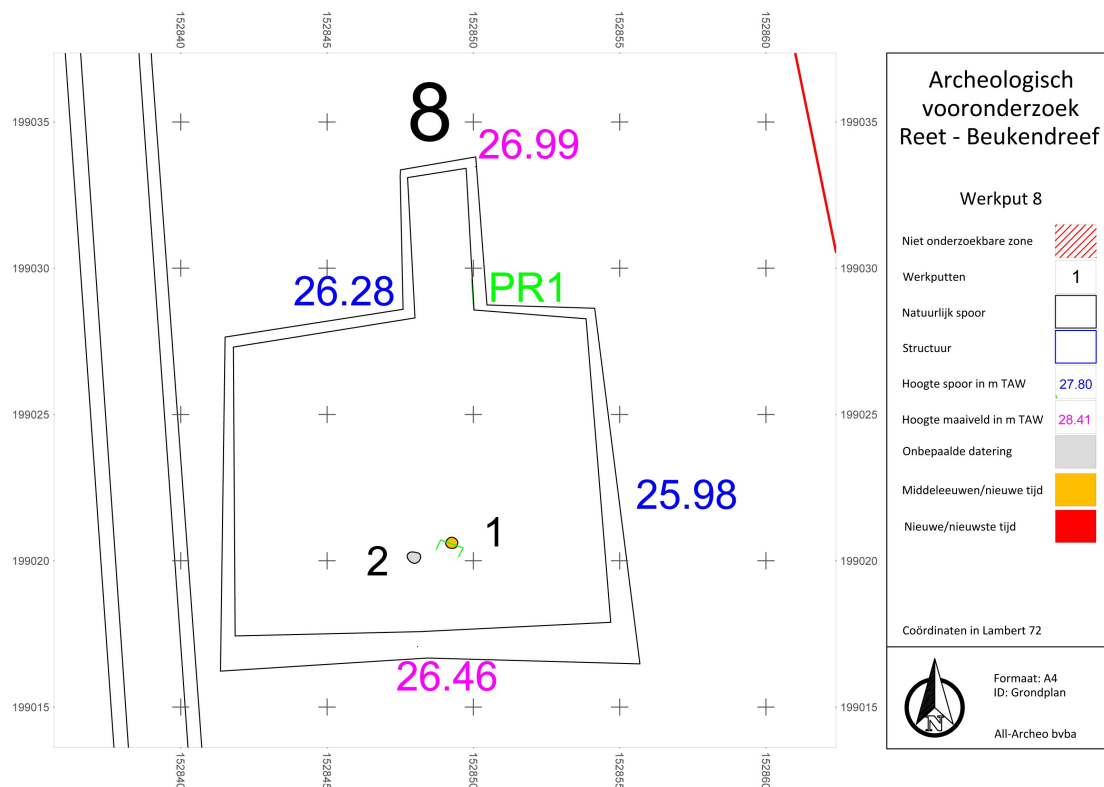 152840
152845
152850
152855
152860
199035
199035
8
26.99
199030
199030
26.28
PR1
199025
199025
25.98
1
2
199020
199020
26.46
199015
199015
152840
152845
152850
152855
152860
Archeologisch
vooronderzoek
Reet - Beukendreef
Werkput 8
Niet onderzoekbare zone
Werkputten
1
Natuurlijk spoor
Structuur
Hoogte spoor in m TAW
27.80
Hoogte maaiveld in m TAW
28.41
Onbepaalde datering
Middeleeuwen/nieuwe tijd
Nieuwe/nieuwste tijd
Coördinaten in Lambert 72
N
Formaat: A4
ID: Grondplan
All-Archeo bvba